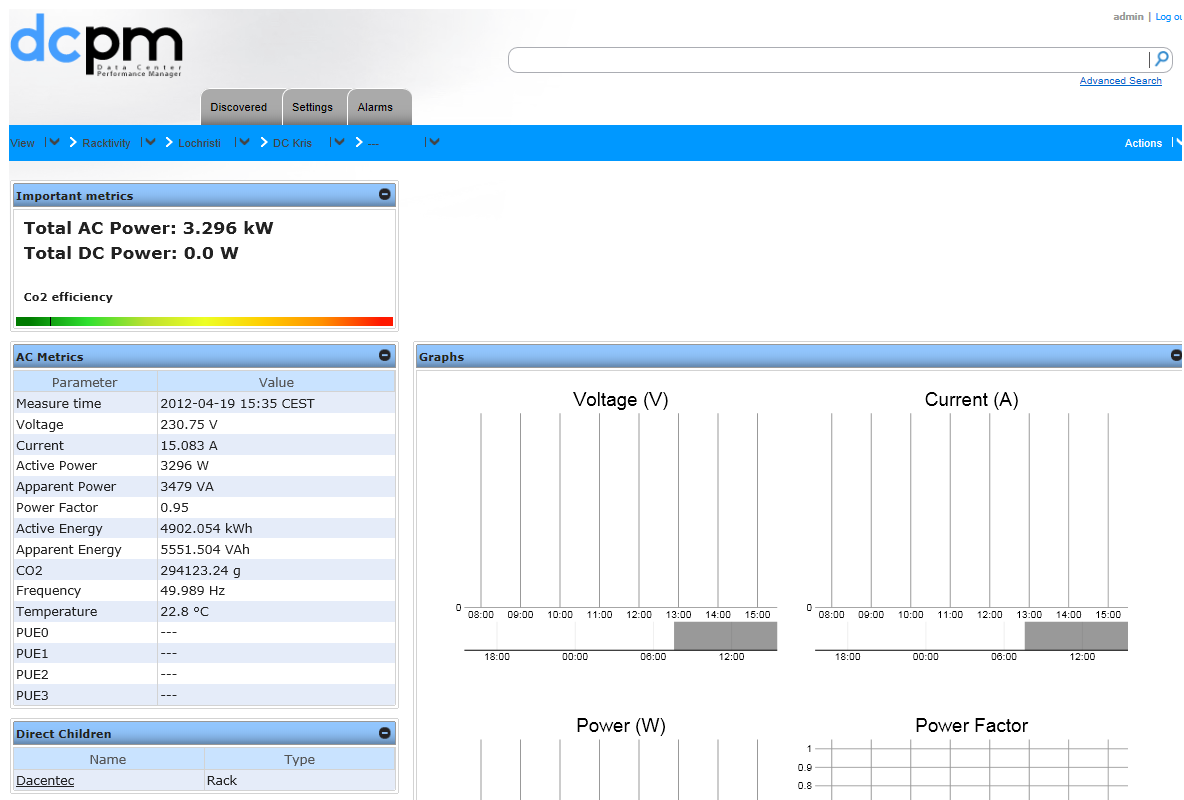 admin | Log ou
dcpm
Data Center
Performance Manager
Advanced Search
Discovered Settings Alarms
View Racktivity Lochristi DC Kris --- Actions
Important metrics
Total AC Power: 3.296 kW
Total DC Power: 0.0 W
Co2 efficiency
AC Metrics
Parameter Value
Measure time 2012-04-19 15:35 CEST
Voltage 230.75 V
Current 15.083 A
Active Power 3296 W
Apparent Power 3479 VA
Power Factor 0.95
Active Energy 4902.054 kWh
Apparent Energy 5551.504 VAh
CO2 294123.24 g
Frequency 49.989 Hz
Temperature 22.8 ºC
PUE0 ---
PUE1 ---
PUE2 ---
PUE3 ---
Direct Children
Name Type
Dacentec Rack
Graphs
Voltage (V)
0
08:00 09:00 10:00 11:00 12:00 13:00 14:00 15:00
18:00 00:00 06:00 12:00
Current (A)
0
08:00 09:00 10:00 11:00 12:00 13:00 14:00 15:00
18:00 00:00 06:00 12:00
Power (W)
Power Factor
1
0.9
0.8